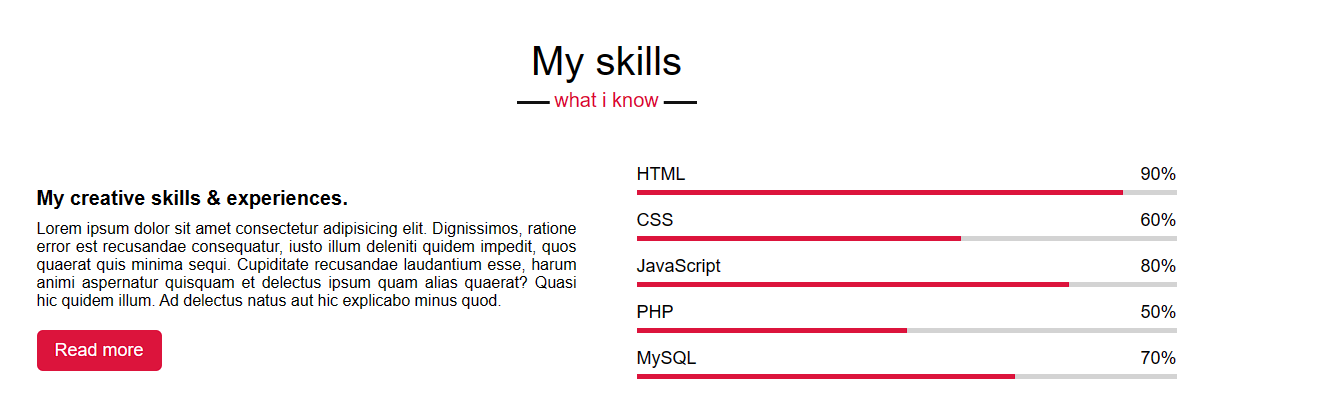 My skills
what i know
My creative skills & experiences.
Lorem ipsum dolor sit amet consectetur adipisicing elit. Dignissimos, ratione
error est recusandae consequatur, iusto illum deleniti quidem impedit, quos
quaerat quis minima sequi. Cupiditate recusandae laudantium esse, harum
animi aspernatur quisquam et delectus ipsum quam alias quaerat? Quasi
hic quidem illum. Ad delectus natus aut hic explicabo minus quod.
Read more
HTML 90%
CSS 60%
JavaScript 80%
PHP 50%
MySQL 70%